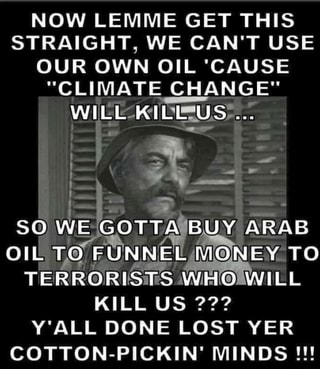 NOW LEMME GET THIS
STRAIGHT, WE CAN'T USE
OUR OWN OIL 'CAUSE
"CLIMATE CHANGE"
WILL KILL US ...
SO WE GOTTA BUY ARAB
OIL TO FUNNEL MONEY TO
TERRORISTS WHO WILL
KILL US ???
Y'ALL DONE LOST YER
COTTON-PICKIN' MINDS !!!